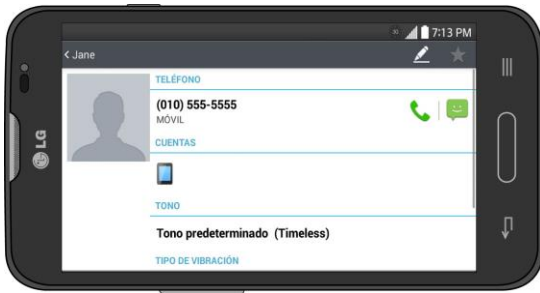 7:13 PM
Jane
TELÉFONO
(010) 555-5555
MÓVIL
CUENTAS
TONO
Tono predeterminado (Timeless)
TIPO DE VIBRACIÓN
LG